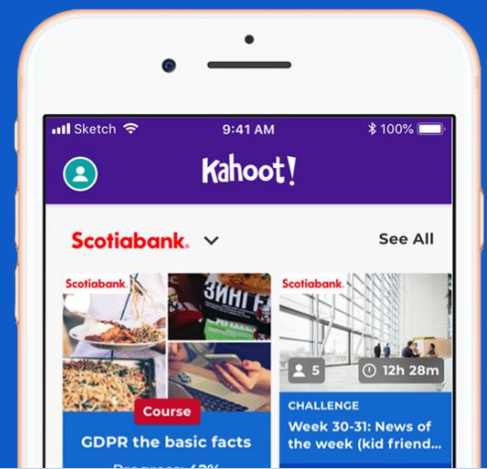 Sketch 9:41 AM 100%
Kahoot!
Scotiabank. See All
Scotiabank.
Scotiabank.
ЗИНГЕ
5 12h 28m
Course
CHALLENGE
GDPR the basic facts
Week 30-31: News of
the week (kid friend...